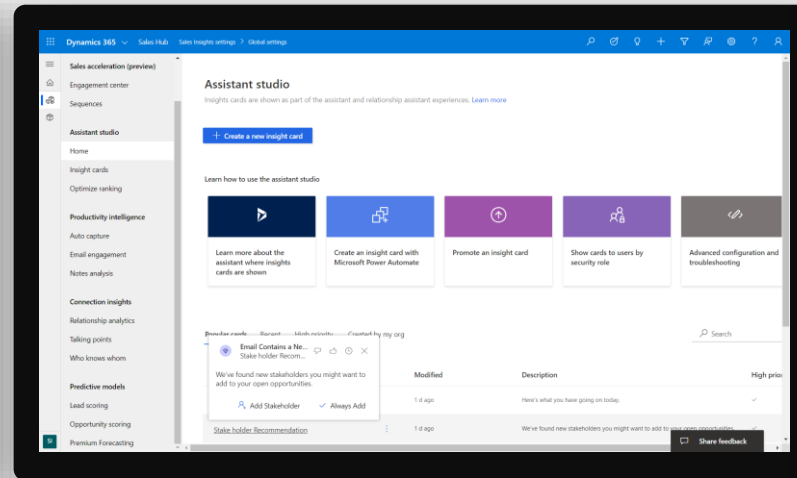 Dynamics 365 Sales Hub Sales Insights settings > Global settings
Sales acceleration (preview)
Engagement center
Sequences
Assistant studio
Home
Insight cards
Optimize ranking
Productivity intelligence
Auto capture
Email engagement
Notes analysis
Connection insights
Relationship analytics
Talking points
Who knows whom
Predictive models
Lead scoring
Opportunity scoring
Premium Forecasting
Assistant studio
Insights cards are shown as part of the assistant and relationship assistant experiences. Learn more
+ Create a new insight card
Learn how to use the assistant studio
Learn more about the
assistant where insights
cards are shown
Create an insight card with
Microsoft Power Automate
Promote an insight card
Show cards to users by
security role
Advanced configuration and
troubleshooting
Popular cards Recent High priority Created by my org
Search
Email Contains a Ne...
Stake holder Recom...
We've found new stakeholders you might want to
add to your open opportunities.
Add Stakeholder Always Add
Modified Description High prior
1 d ago Here's what you have going on today.
Stake holder Recommendation 1 d ago We've found new stakeholders you might want to add to your open opportunities.
Share feedback